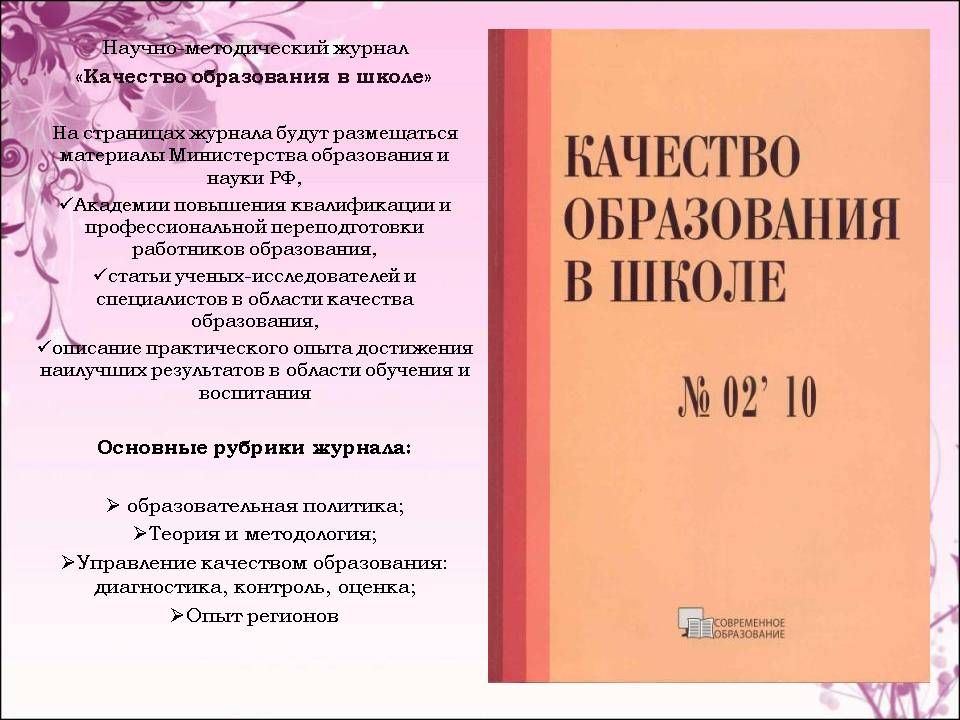 Научно-методический журнал
«Качество образования в школе»
На страницах журнала будут размещаться
материалы Министерства образования и
науки РФ,
✓Академии повышения квалификации и
профессиональной переподготовки
работников образования,
✓статьи ученых-исследователей и
специалистов в области качества
образования,
✓описание практического опыта достижения
наилучших результатов в области обучения и
воспитания
Основные рубрики журнала:
➢ образовательная политика;
➢Теория и методология;
➢Управление качеством образования:
диагностика, контроль, оценка;
➢Опыт регионов
КАЧЕСТВО
ОБРАЗОВАНИЯ
В ШКОЛЕ
№ 02’ 10
СОВРЕМЕННОЕ
ОБРАЗОВАНИЕ